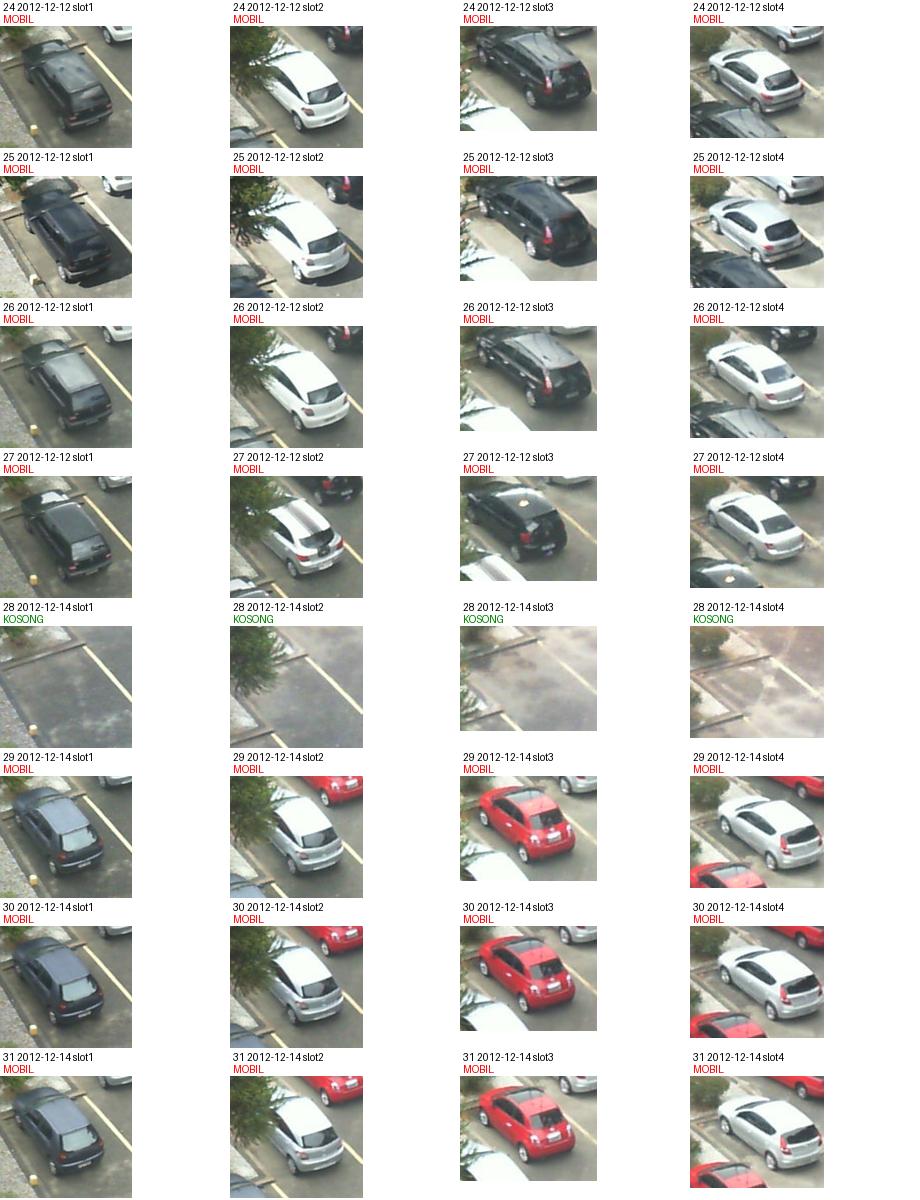 24 2012-12-12 slot1
MOBIL
24 2012-12-12 slot2
MOBIL
24 2012-12-12 slot3
MOBIL
24 2012-12-12 slot4
MOBIL
25 2012-12-12 slot1
MOBIL
25 2012-12-12 slot2
MOBIL
25 2012-12-12 slot3
MOBIL
25 2012-12-12 slot4
MOBIL
26 2012-12-12 slot1
MOBIL
26 2012-12-12 slot2
MOBIL
26 2012-12-12 slot3
MOBIL
26 2012-12-12 slot4
MOBIL
27 2012-12-12 slot1
MOBIL
27 2012-12-12 slot2
MOBIL
27 2012-12-12 slot3
MOBIL
27 2012-12-12 slot4
MOBIL
28 2012-12-14 slot1
KOSONG
28 2012-12-14 slot2
KOSONG
28 2012-12-14 slot3
KOSONG
28 2012-12-14 slot4
KOSONG
29 2012-12-14 slot1
MOBIL
29 2012-12-14 slot2
MOBIL
29 2012-12-14 slot3
MOBIL
29 2012-12-14 slot4
MOBIL
30 2012-12-14 slot1
MOBIL
30 2012-12-14 slot2
MOBIL
30 2012-12-14 slot3
MOBIL
30 2012-12-14 slot4
MOBIL
31 2012-12-14 slot1
MOBIL
31 2012-12-14 slot2
MOBIL
31 2012-12-14 slot3
MOBIL
31 2012-12-14 slot4
MOBIL